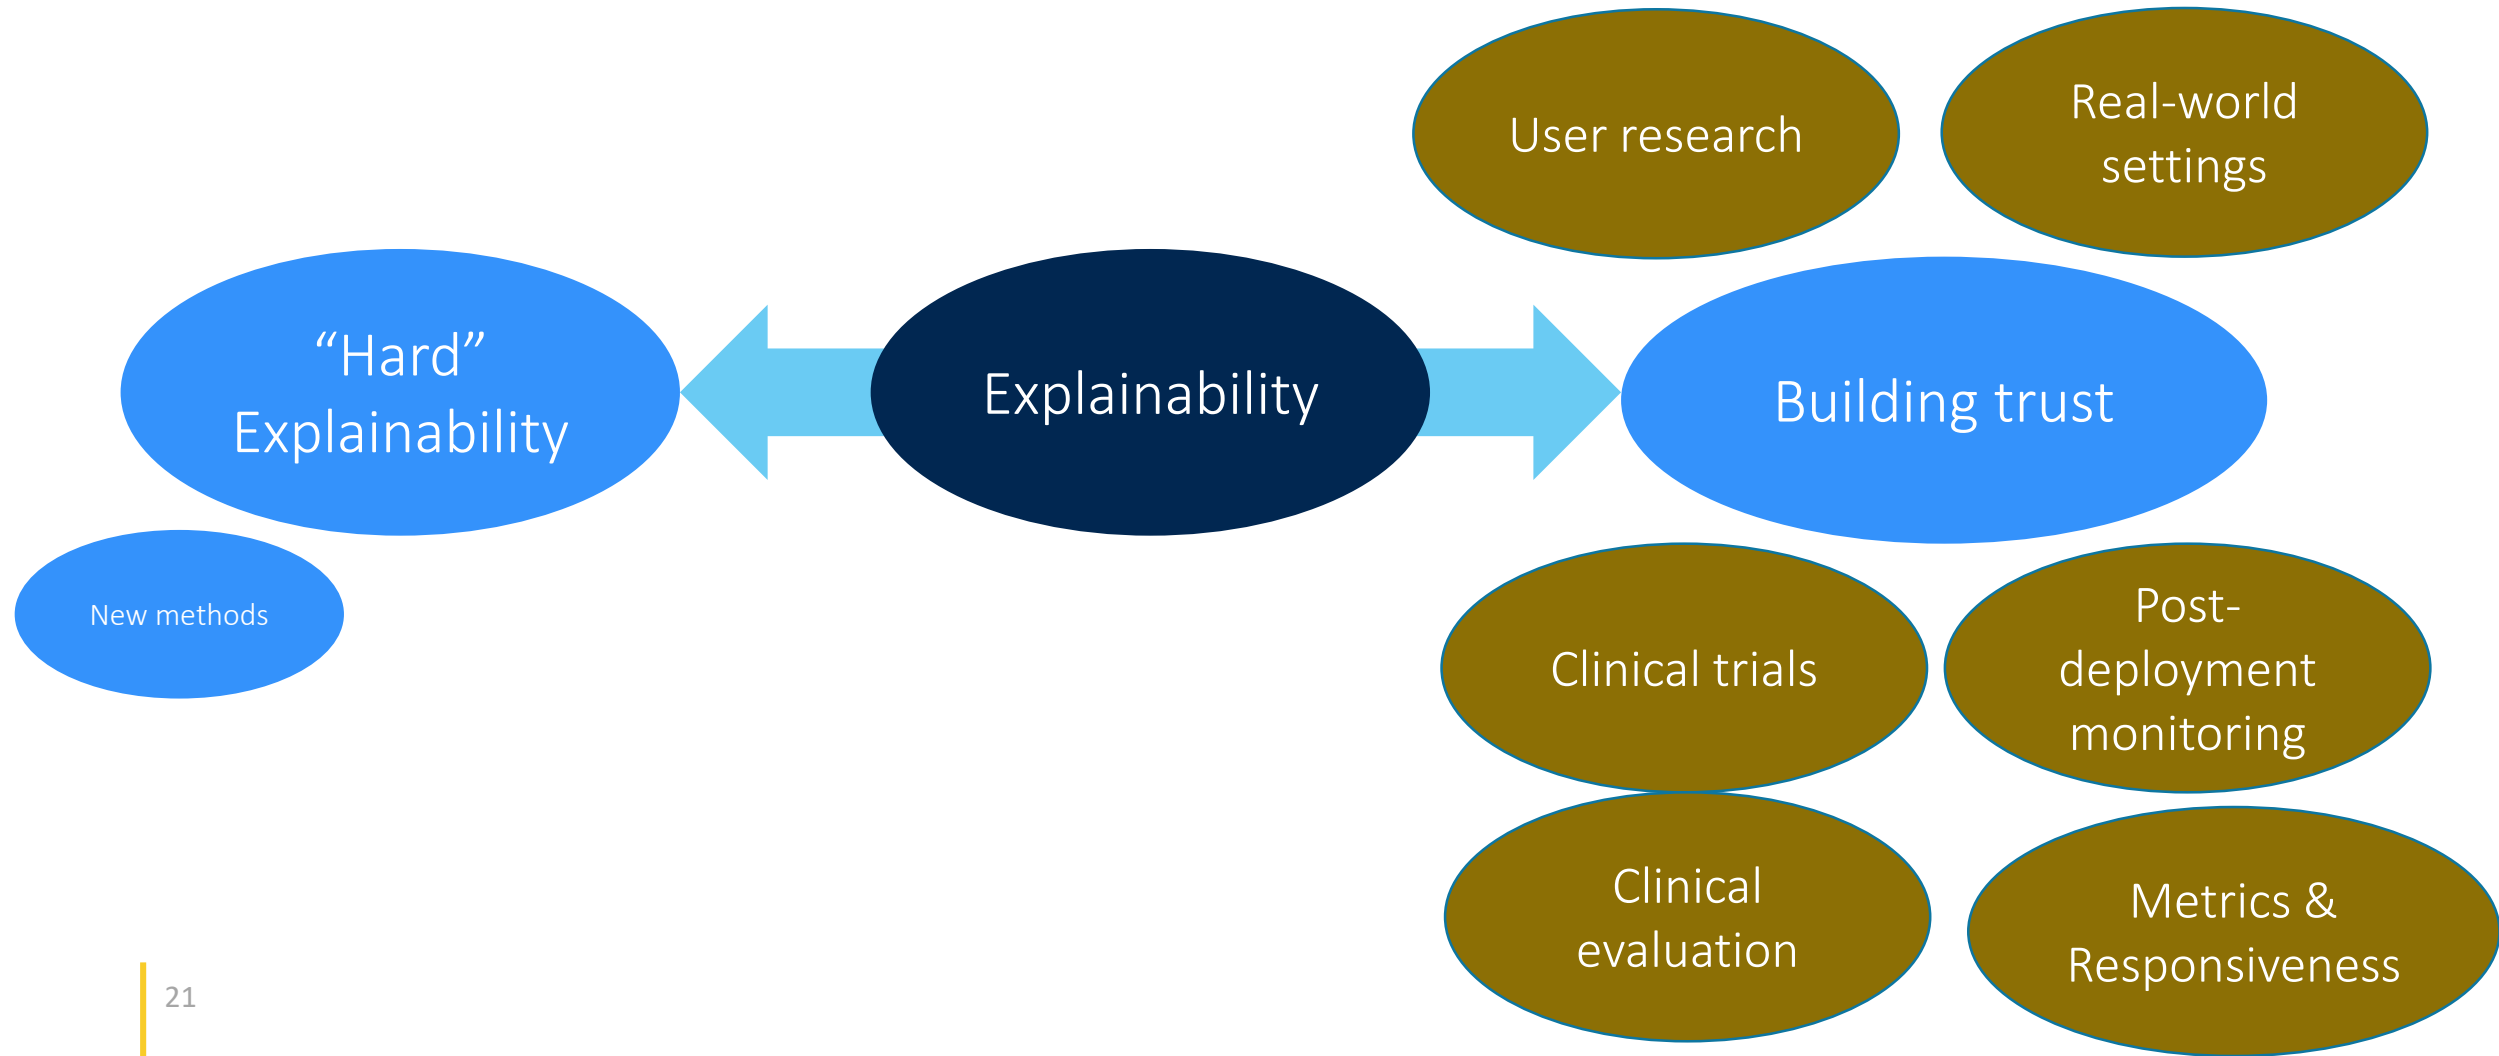 User research
Real-world
settings
“Hard”
Explainability
Explainability
Building trust
New methods
Clinical trials
Post-
deployment
monitoring
Clinical
evaluation
Metrics &
Responsiveness
21